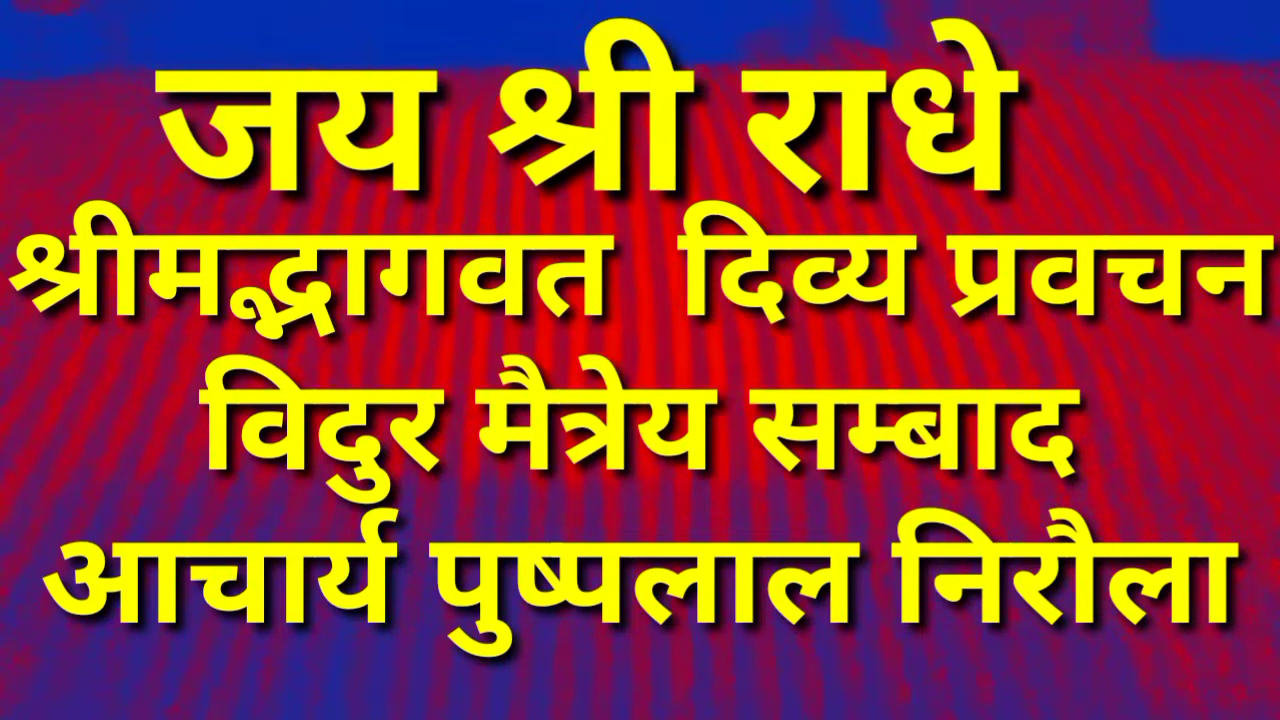 जय श्री राधे
श्रीमद्भागवत दिव्य प्रवचन
विदुर मैत्रेय सम्बाद
आचार्य पुष्पलाल निरौला